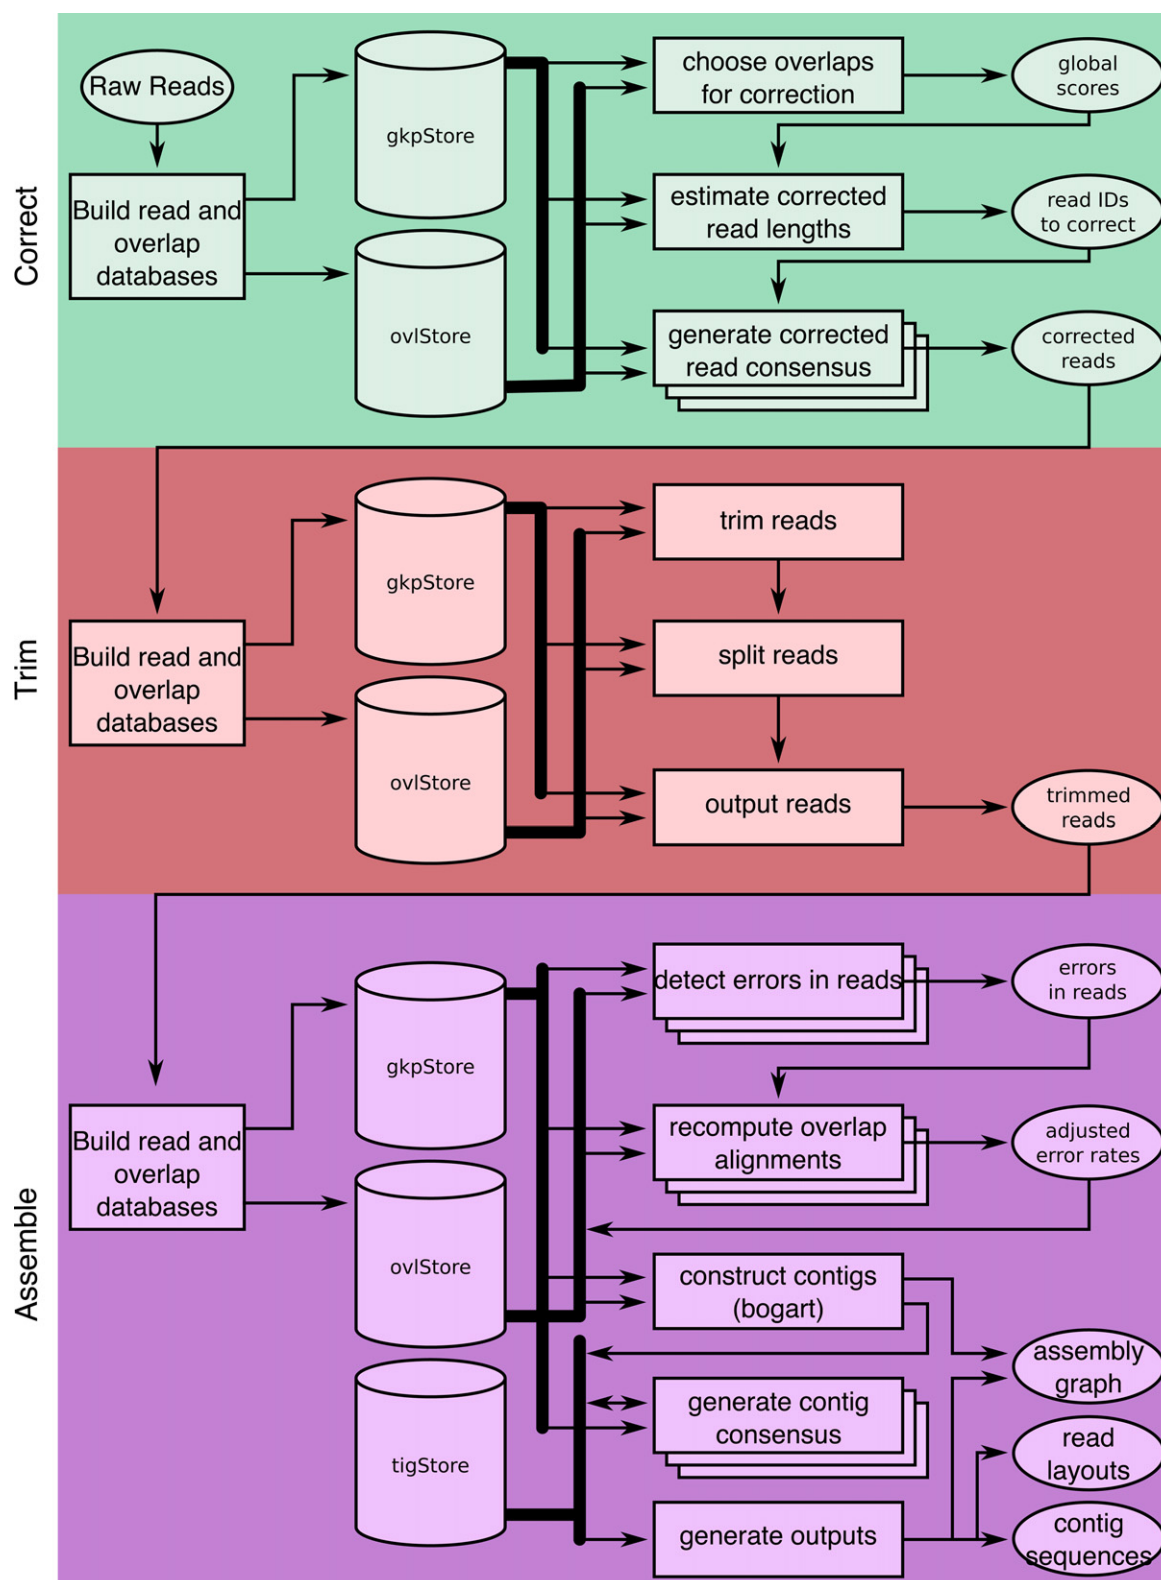 Correct
Raw Reads
Build read and
overlap
databases
gkpStore
ovlStore
choose overlaps
for correction
global
scores
estimate corrected
read lengths
read IDs
to correct
generate corrected
read consensus
corrected
reads
Trim
Build read and
overlap
databases
gkpStore
ovlStore
trim reads
split reads
output reads
trimmed
reads
Assemble
Build read and
overlap
databases
gkpStore
ovlStore
tigStore
detect errors in reads
errors
in reads
recompute overlap
alignments
adjusted
error rates
construct contigs
(bogart)
assembly
graph
generate contig
consensus
read
layouts
generate outputs
contig
sequences